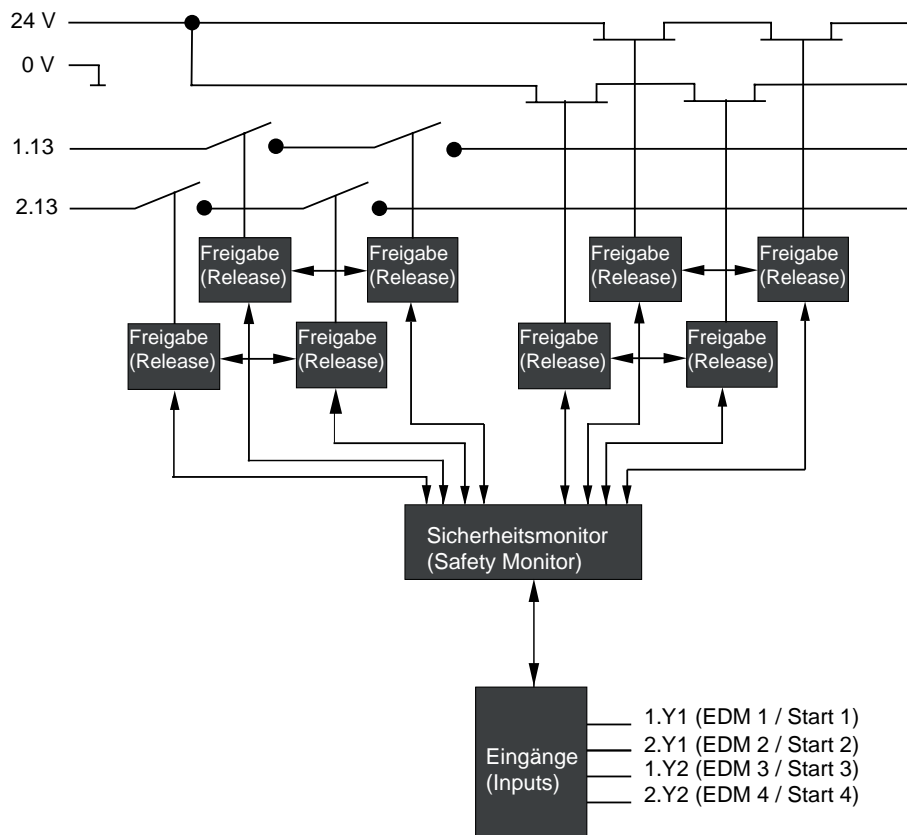 24 V
0 V
1.13
2.13
Freigabe
(Release)
Freigabe
(Release)
Freigabe
(Release)
Freigabe
(Release)
Freigabe
(Release)
Freigabe
(Release)
Freigabe
(Release)
Freigabe
(Release)
Sicherheitsmonitor
(Safety Monitor)
Eingänge
(Inputs)
1.Y1 (EDM 1 / Start 1)
2.Y1 (EDM 2 / Start 2)
1.Y2 (EDM 3 / Start 3)
2.Y2 (EDM 4 / Start 4)